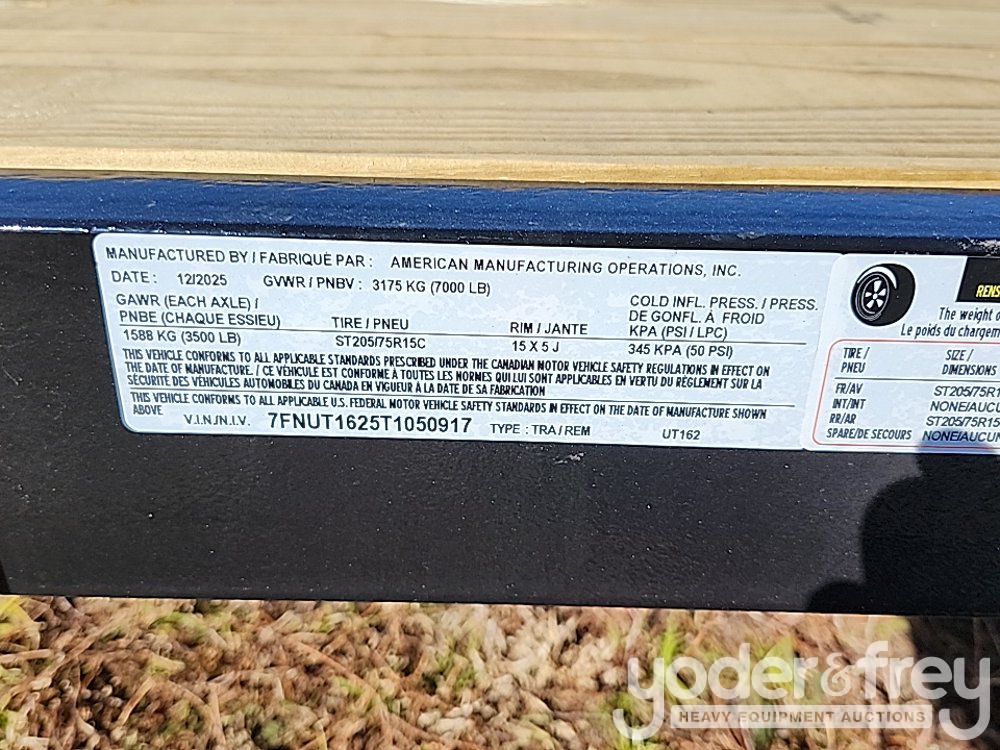 MANUFACTURED BY / FABRIQUÉ PAR : AMERICAN MANUFACTURING OPERATIONS, INC.
DATE : 12/2025 GVWR / PNBV : 3175 KG (7000 LB)
GAWR (EACH AXLE) /
PNBE (CHAQUE ESSIEU)
1588 KG (3500 LB)
TIRE / PNEU
ST205/75R15C
RIM / JANTE
15 X 5 J
COLD INFL. PRESS. / PRESS.
DE GONFL. À FROID
KPA (PSI / LPC)
345 KPA (50 PSI)
THIS VEHICLE CONFORMS TO ALL APPLICABLE STANDARDS PRESCRIBED UNDER THE CANADIAN MOTOR VEHICLE SAFETY REGULATIONS IN EFFECT ON
THE DATE OF MANUFACTURE. / CE VÉHICULE EST CONFORME À TOUTES LES NORMES QUI LUI SONT APPLICABLES EN VERTU DU RÈGLEMENT SUR LA
SÉCURITÉ DES VÉHICULES AUTOMOBILES DU CANADA EN VIGUEUR À LA DATE DE SA FABRICATION
THIS VEHICLE CONFORMS TO ALL APPLICABLE U.S. FEDERAL MOTOR VEHICLE SAFETY STANDARDS IN EFFECT ON THE DATE OF MANUFACTURE SHOWN
ABOVE
V.I.N./N.I.V. 7FNUT1625T1050917 TYPE : TRA / REM UT162
RENS
The weight o
Le poids du chargem
TIRE / SIZE /
PNEU DIMENSIONS
FR/AV ST205/75R1
INT/INT NONE/AUCU
RR/AR ST205/75R15
SPARE/DE SECOURS NONE/AUCUN
yoder&frey
HEAVY EQUIPMENT AUCTIONS